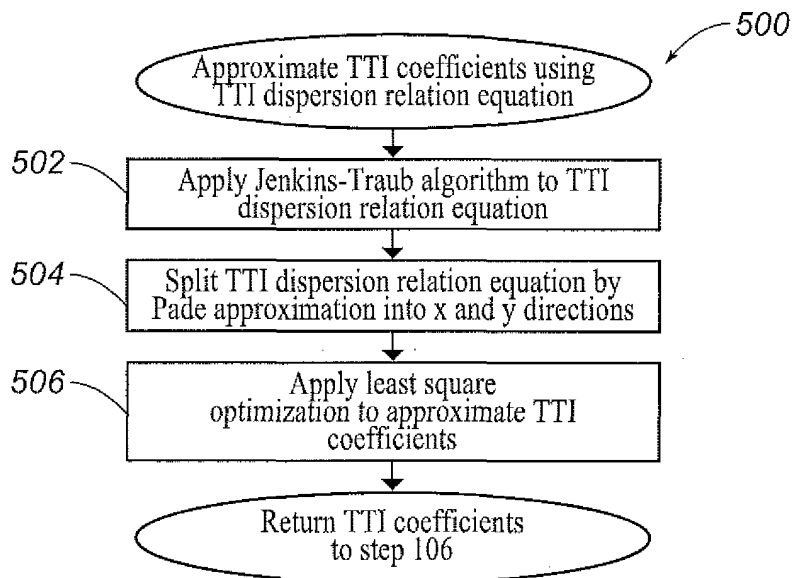 500
Approximate TTI coefficients using
TTI dispersion relation equation
502
Apply Jenkins-Traub algorithm to TTI
dispersion relation equation
504
Split TTI dispersion relation equation by
Pade approximation into x and y directions
506
Apply least square
optimization to approximate TTI
coefficients
Return TTI coefficients
to step 106